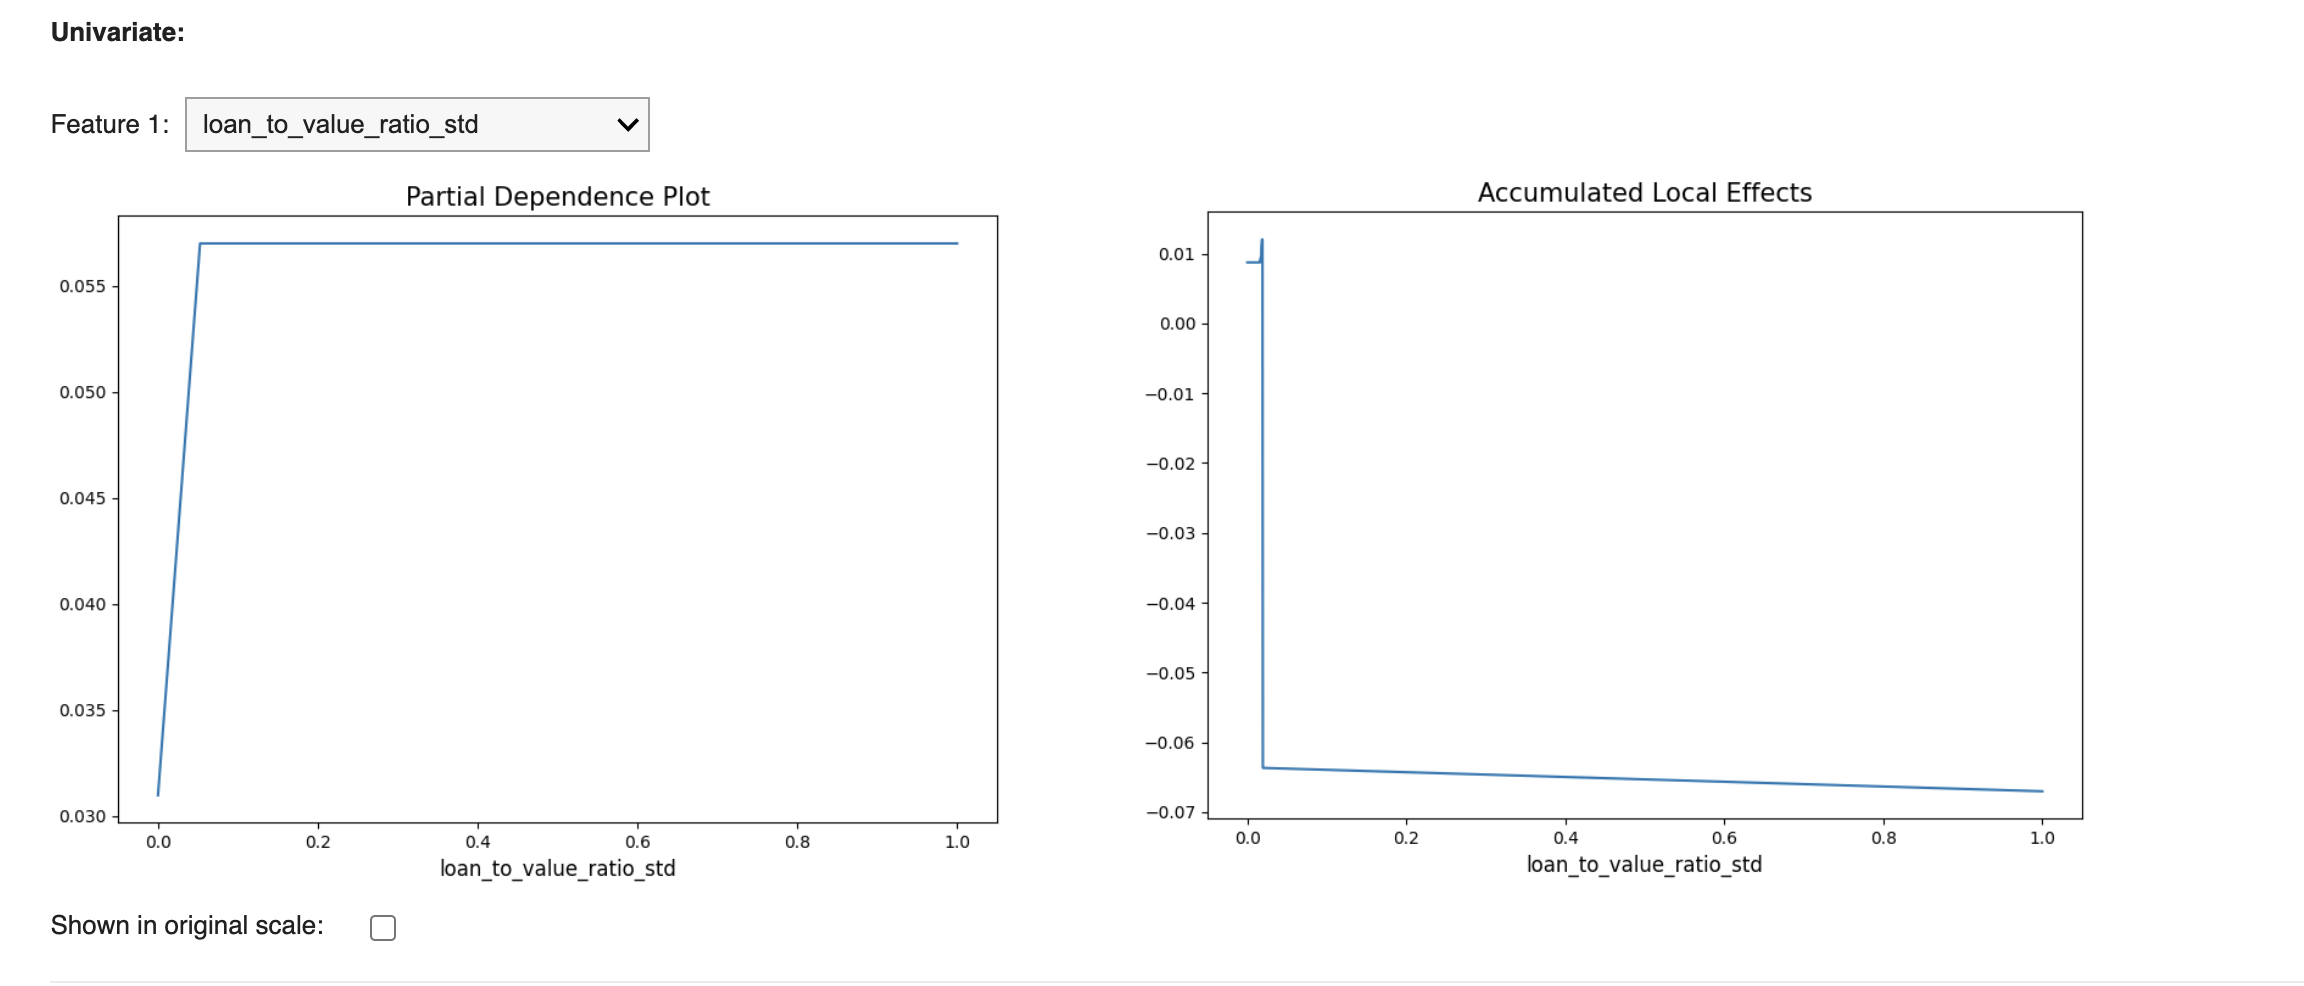 Univariate:
Feature 1: loan_to_value_ratio_std
Partial Dependence Plot
0.055
0.050
0.045
0.040
0.035
0.030
0.0 0.2 0.4 0.6 0.8 1.0
loan_to_value_ratio_std
Accumulated Local Effects
0.01
0.00
−0.01
−0.02
−0.03
−0.04
−0.05
−0.06
−0.07
0.0 0.2 0.4 0.6 0.8 1.0
loan_to_value_ratio_std
Shown in original scale: